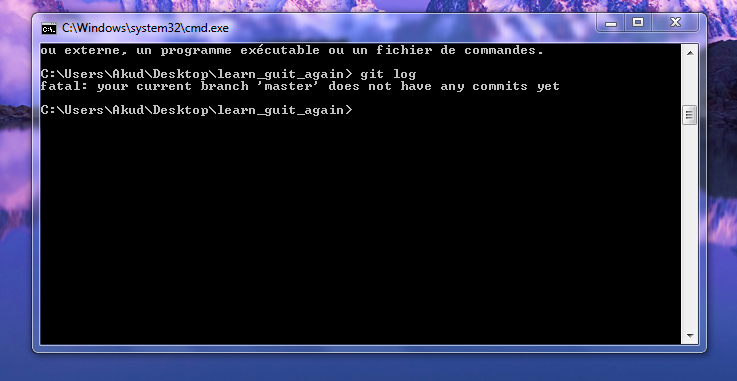 C:\Windows\system32\cmd.exe
ou externe, un programme exécutable ou un fichier de commandes.
C:\Users\Akud\Desktop\learn_guit_again> git log
fatal: your current branch 'master' does not have any commits yet
C:\Users\Akud\Desktop\learn_guit_again>